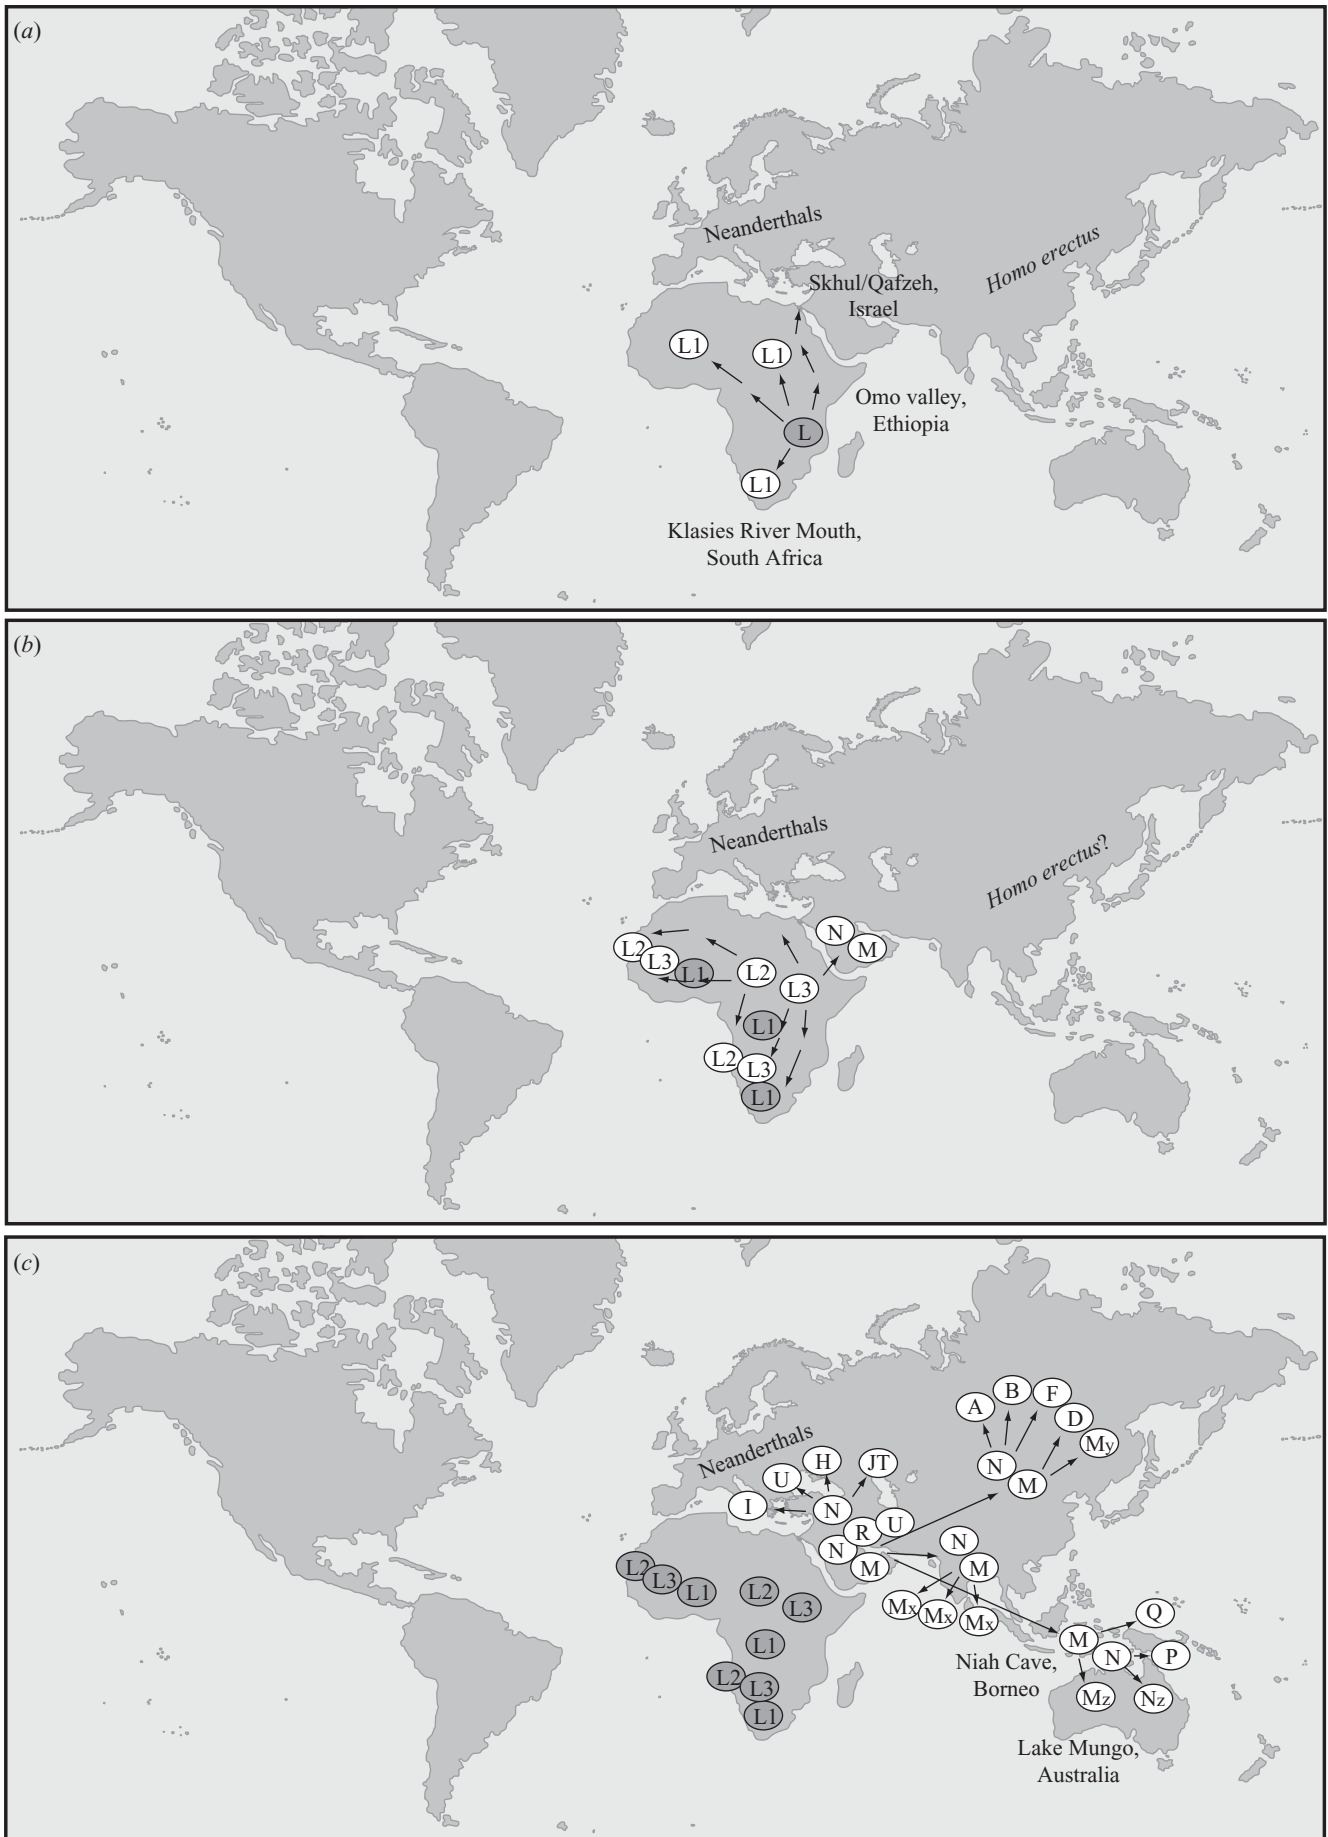 (a)
Neanderthals
Homo erectus
Skhul/Qafzeh,
Israel
L1
L1
Omo valley,
Ethiopia
L
L1
Klasies River Mouth,
South Africa
(b)
Neanderthals
Homo erectus?
N
M
L2
L3
L1
L2
L3
L1
L2
L3
L1
(c)
B
F
A
D
My
Neanderthals
H
JT
U
N
M
I
N
R
U
N
M
N
M
L2
L3
L1
L2
L3
Mx
Mx
Mx
Q
L1
M
N
P
Niah Cave,
Borneo
L2
L3
L1
Mz
Nz
Lake Mungo,
Australia